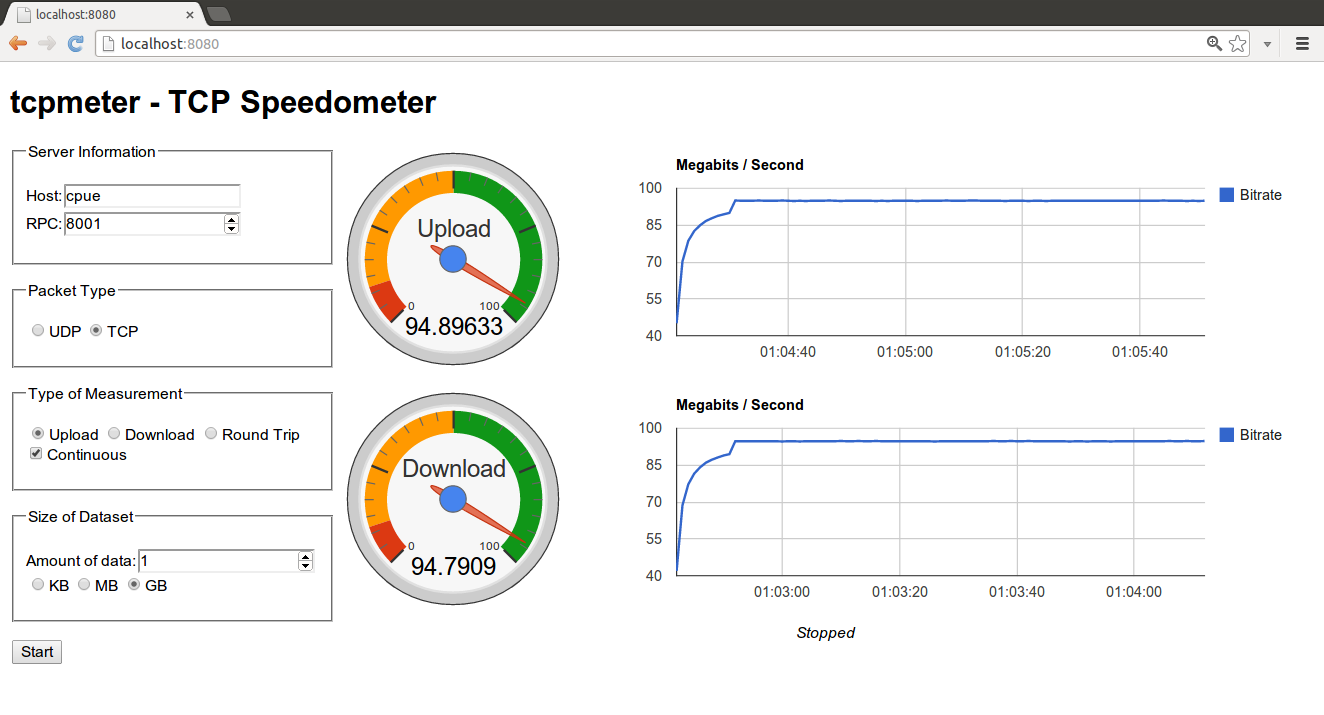 localhost:8080
localhost:8080
tcpmeter - TCP Speedometer
Server Information
Host: cpue
RPC: 8001
Packet Type
UDP TCP
Type of Measurement
Upload Download Round Trip
Continuous
Size of Dataset
Amount of data: 1
KB MB GB
Start
Upload
0 100
94.89633
Download
0 100
94.7909
Megabits / Second
100
85
70
55
40
01:04:40 01:05:00 01:05:20 01:05:40
Bitrate
Megabits / Second
100
85
70
55
40
01:03:00 01:03:20 01:03:40 01:04:00
Bitrate
Stopped